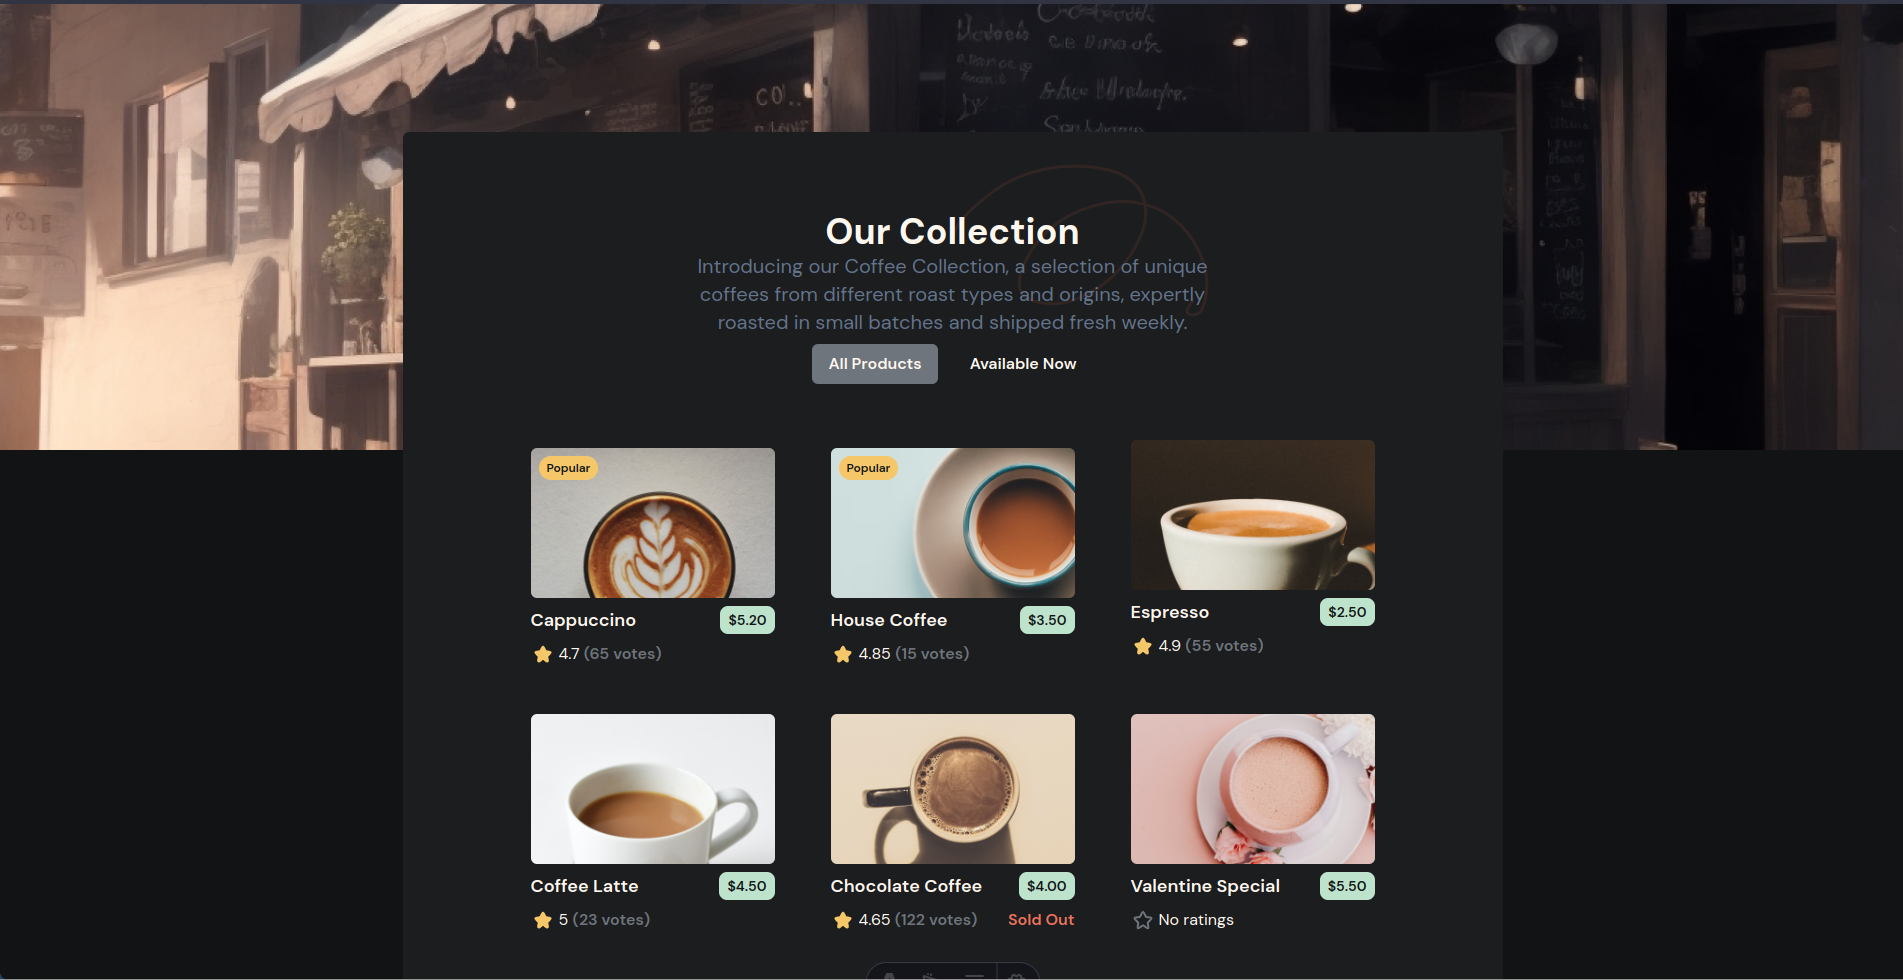 CO..
Our Collection
Introducing our Coffee Collection, a selection of unique
coffees from different roast types and origins, expertly
roasted in small batches and shipped fresh weekly.
All Products
Available Now
Popular
Popular
Cappuccino
$5.20
House Coffee
$3.50
Espresso
$2.50
4.7 (65 votes)
4.85 (15 votes)
4.9 (55 votes)
Coffee Latte
$4.50
Chocolate Coffee
$4.00
Valentine Special
$5.50
5 (23 votes)
4.65 (122 votes)
Sold Out
No ratings